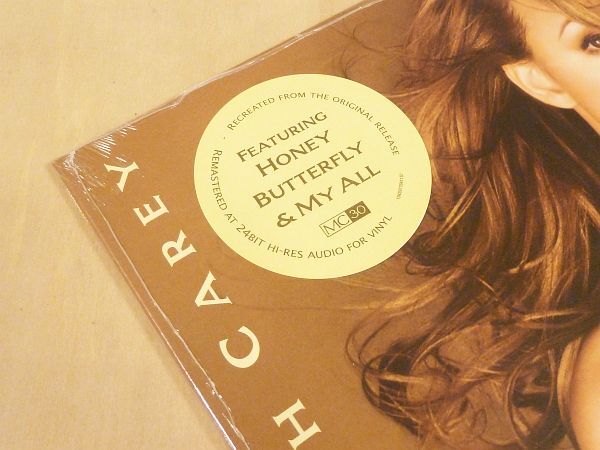 RECREATED FROM THE ORIGINAL RELEASE
FEATURING
HONEY
BUTTERFLY
& MY ALL
MC30
REMASTERED AT 24BIT HI-RES AUDIO FOR VINYL
H CAREY